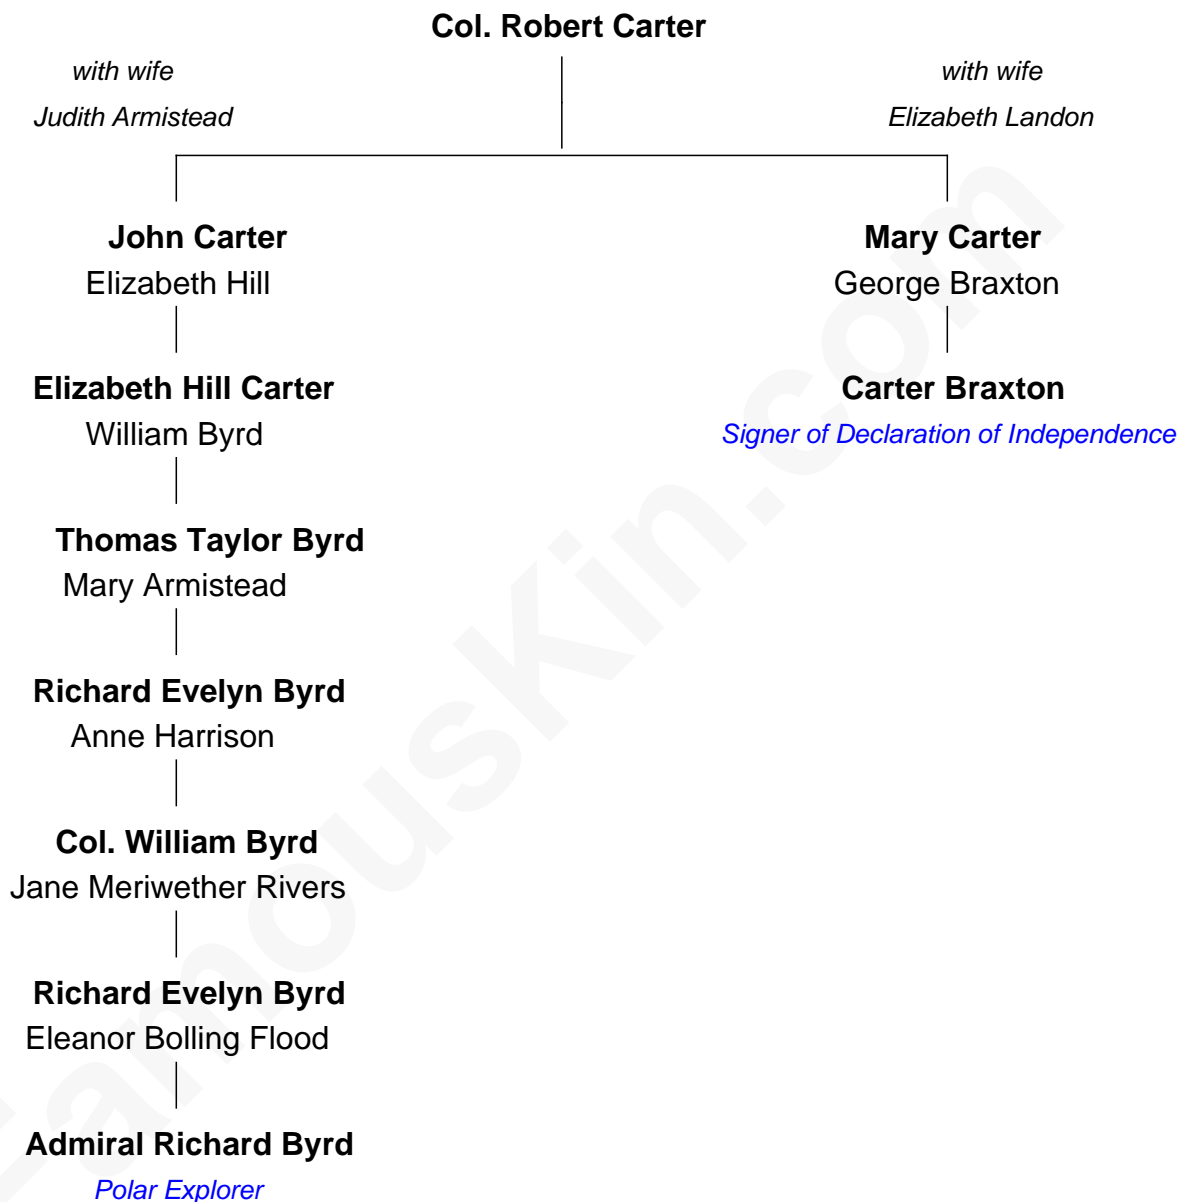 Col. Robert Carter
with wife
Judith Armistead
with wife
Elizabeth Landon
John Carter
Elizabeth Hill
Mary Carter
George Braxton
Elizabeth Hill Carter
William Byrd
Carter Braxton
Signer of Declaration of Independence
Thomas Taylor Byrd
Mary Armistead
Richard Evelyn Byrd
Anne Harrison
Col. William Byrd
Jane Meriwether Rivers
Richard Evelyn Byrd
Eleanor Bolling Flood
Admiral Richard Byrd
Polar Explorer
FamousKin.com